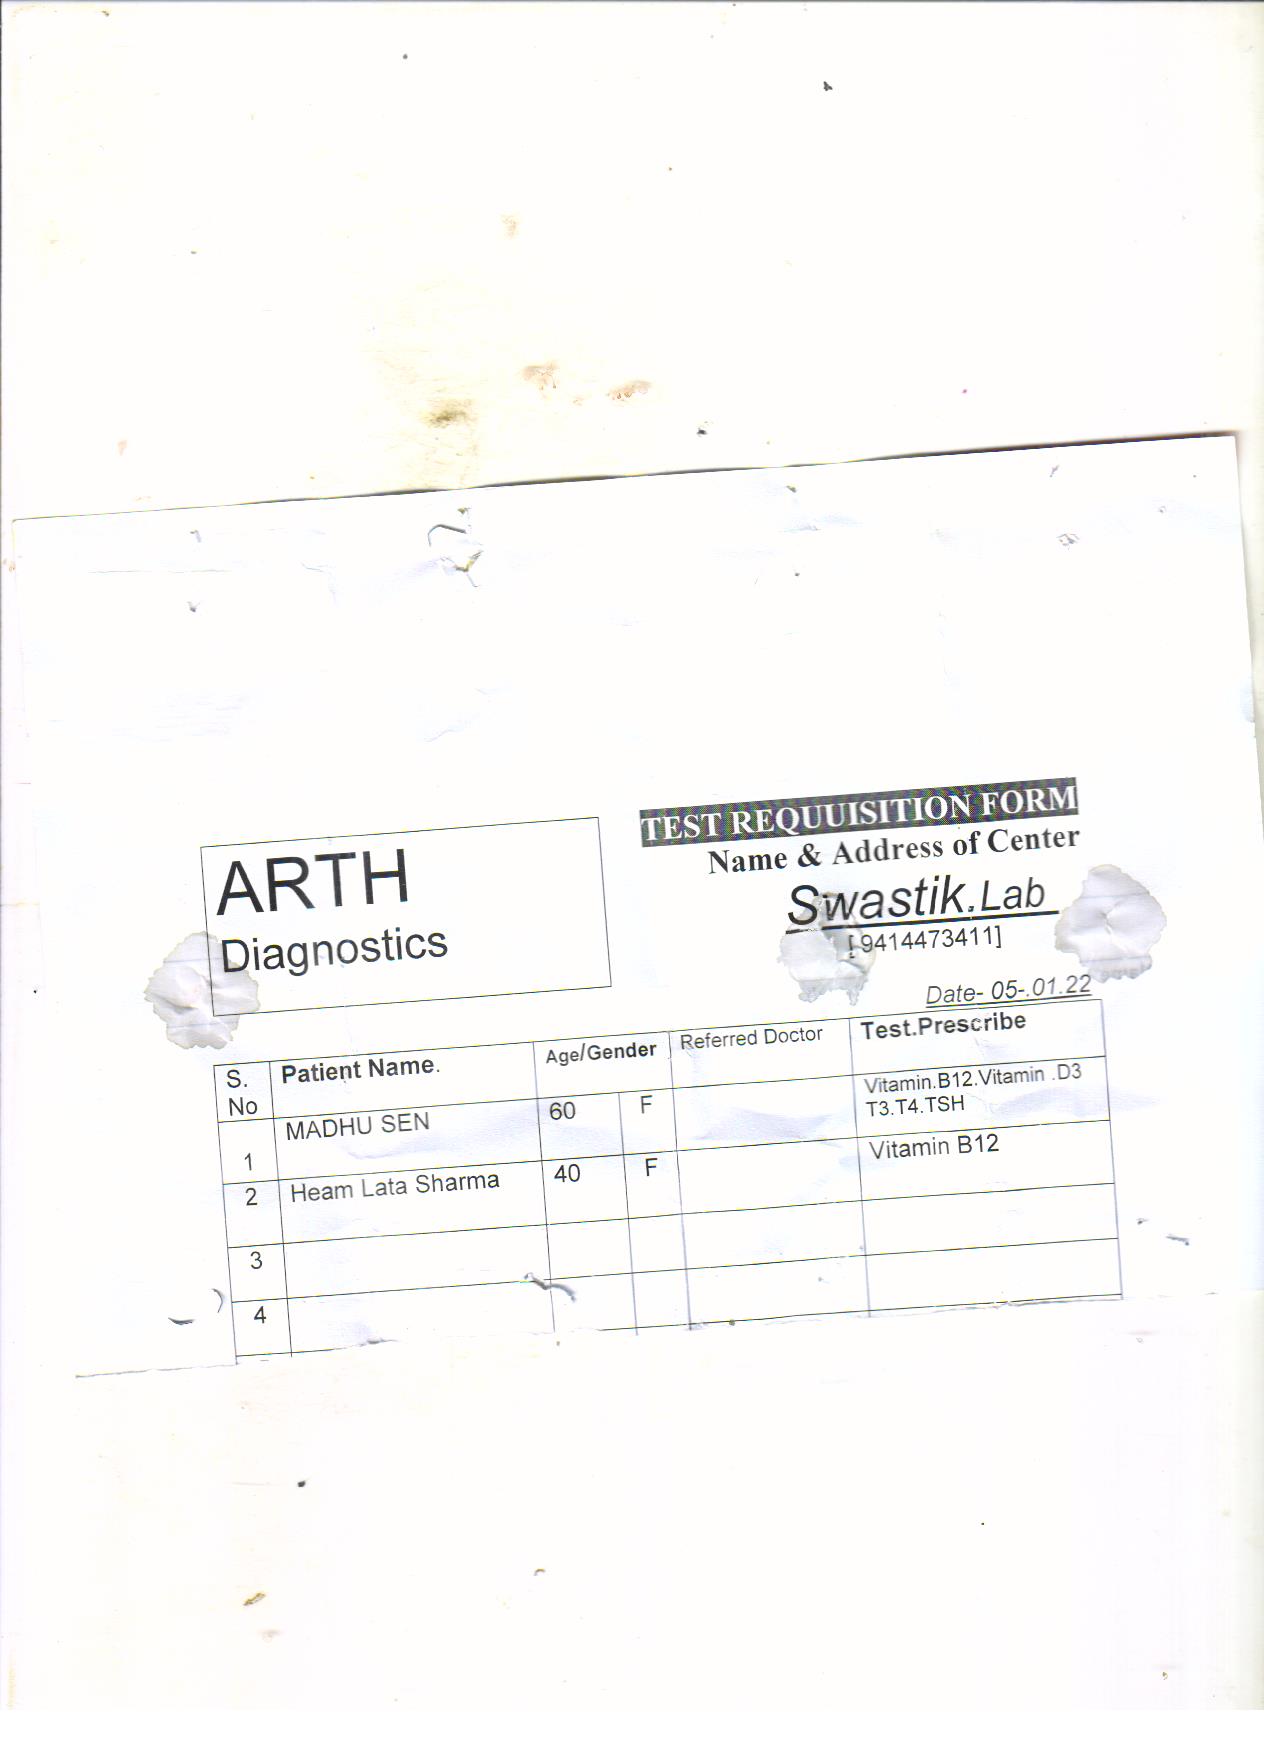 ARTH
Diagnostics
TEST REQUUISITION FORM
Name & Address of Center
Swastik.Lab
[ 9414473411]
Date- 05-.01.22
S. No Patient Name. Age/Gender Referred Doctor Test.Prescribe
1 MADHU SEN 60 F Vitamin.B12.Vitamin .D3
T3.T4.TSH
2 Heam Lata Sharma 40 F Vitamin B12
3
4